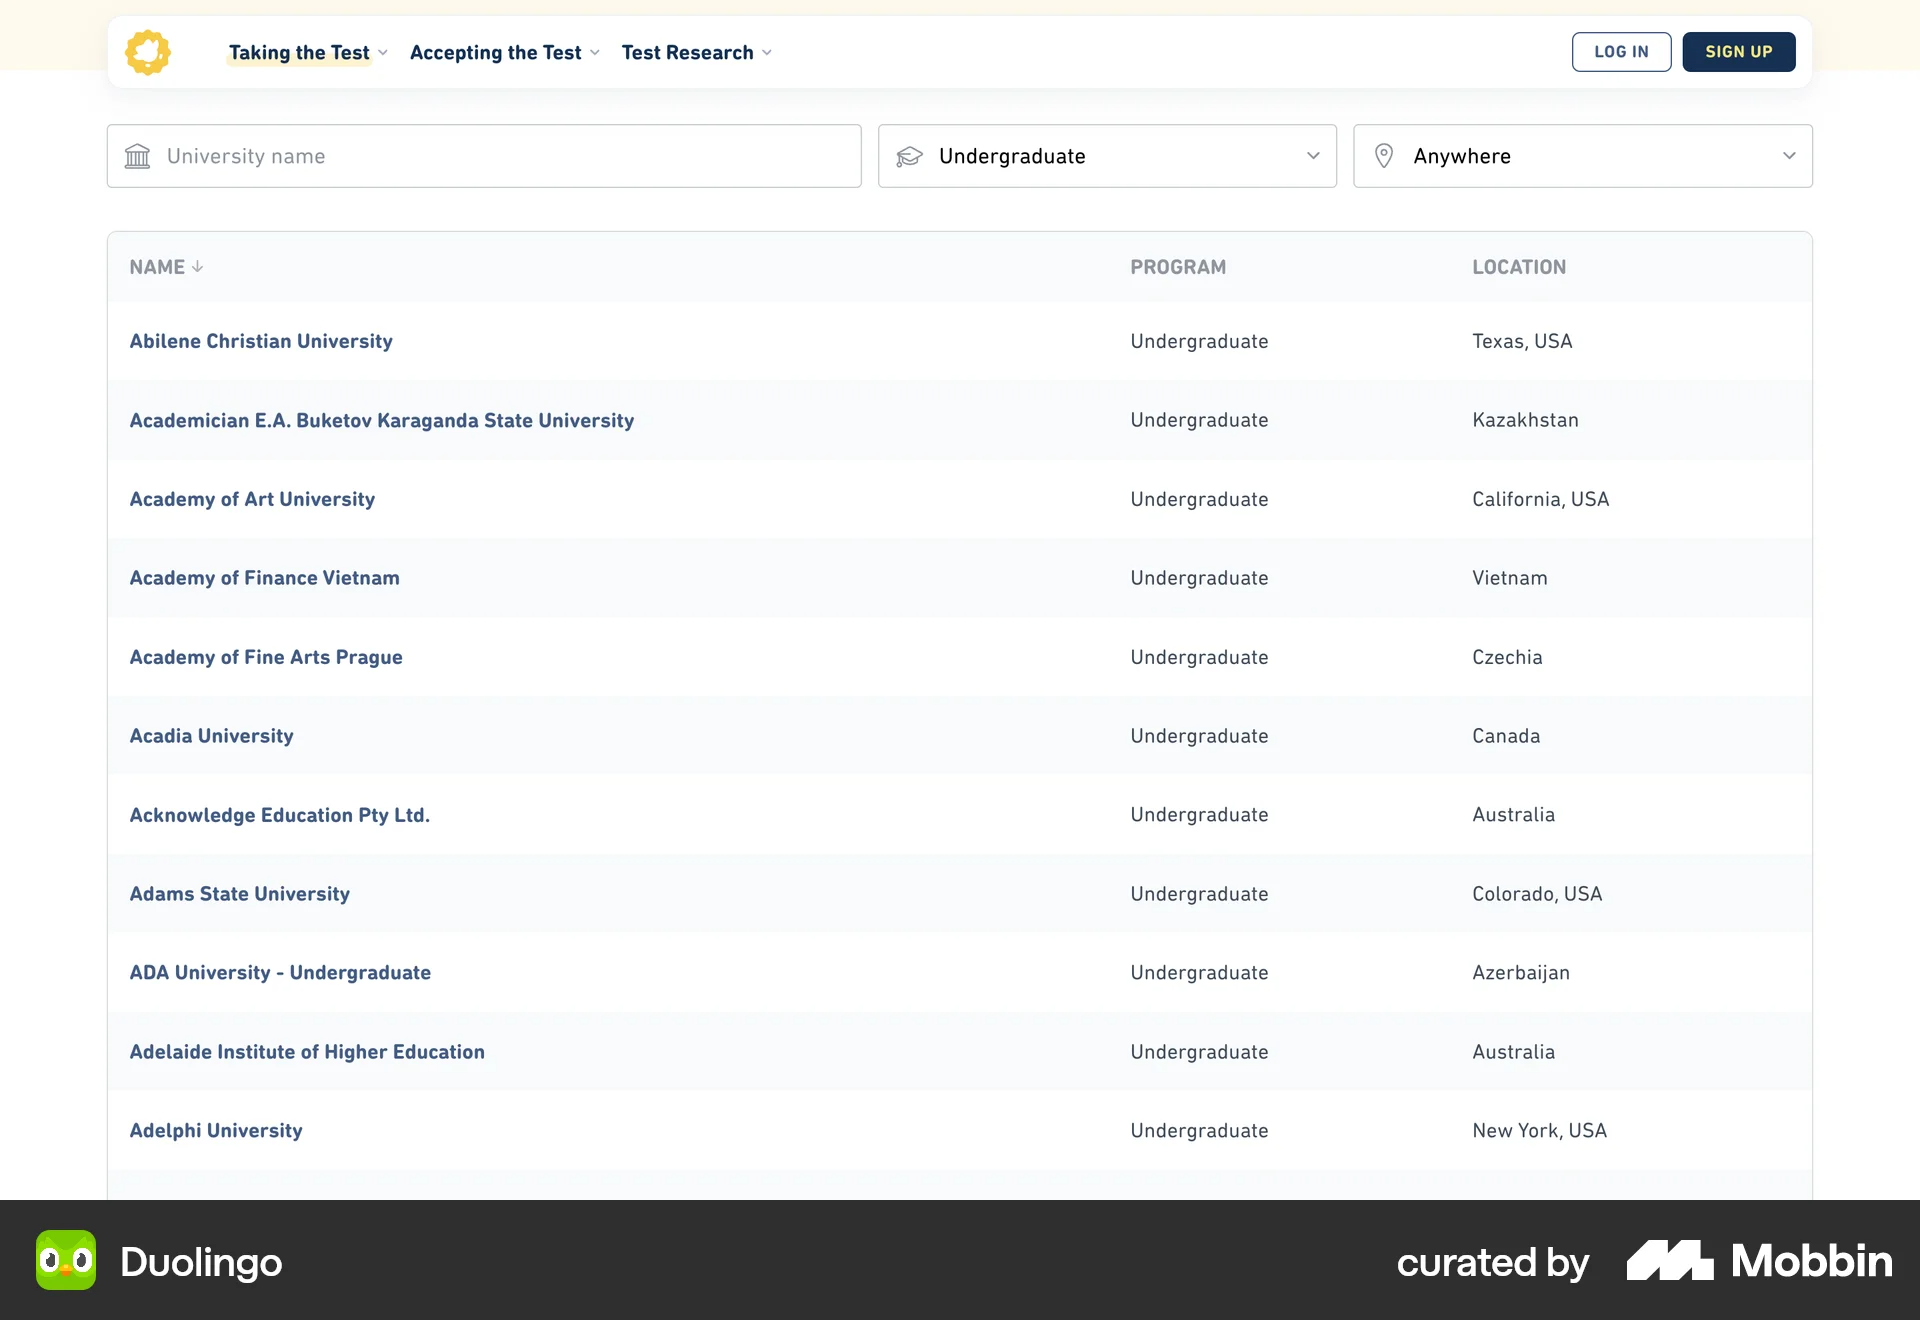 Taking the Test Accepting the Test Test Research LOG IN SIGN UP
University name Undergraduate Anywhere
NAME PROGRAM LOCATION
Abilene Christian University Undergraduate Texas, USA
Academician E.A. Buketov Karaganda State University Undergraduate Kazakhstan
Academy of Art University Undergraduate California, USA
Academy of Finance Vietnam Undergraduate Vietnam
Academy of Fine Arts Prague Undergraduate Czechia
Acadia University Undergraduate Canada
Acknowledge Education Pty Ltd. Undergraduate Australia
Adams State University Undergraduate Colorado, USA
ADA University - Undergraduate Undergraduate Azerbaijan
Adelaide Institute of Higher Education Undergraduate Australia
Adelphi University Undergraduate New York, USA
Duolingo curated by Mobbin